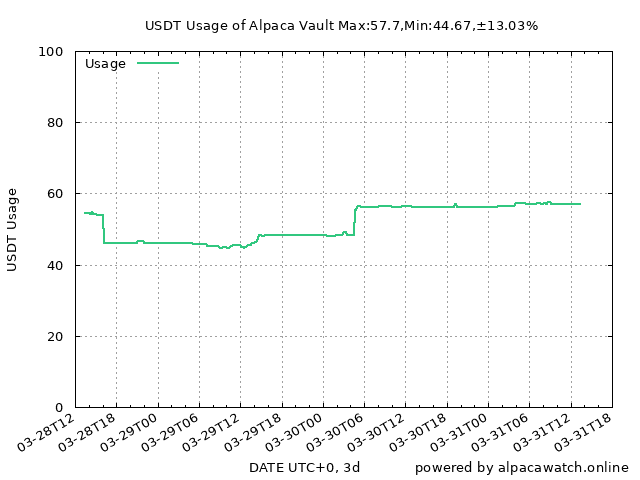 USDT Usage of Alpaca Vault Max:57.7,Min:44.67,±13.03%
Usage
100
80
60
40
20
0
USDT Usage
03-28T12
03-28T18
03-29T00
03-29T06
03-29T12
03-29T18
03-30T00
03-30T06
03-30T12
03-30T18
03-31T00
03-31T06
03-31T12
03-31T18
DATE UTC+0, 3d
powered by alpacawatch.online